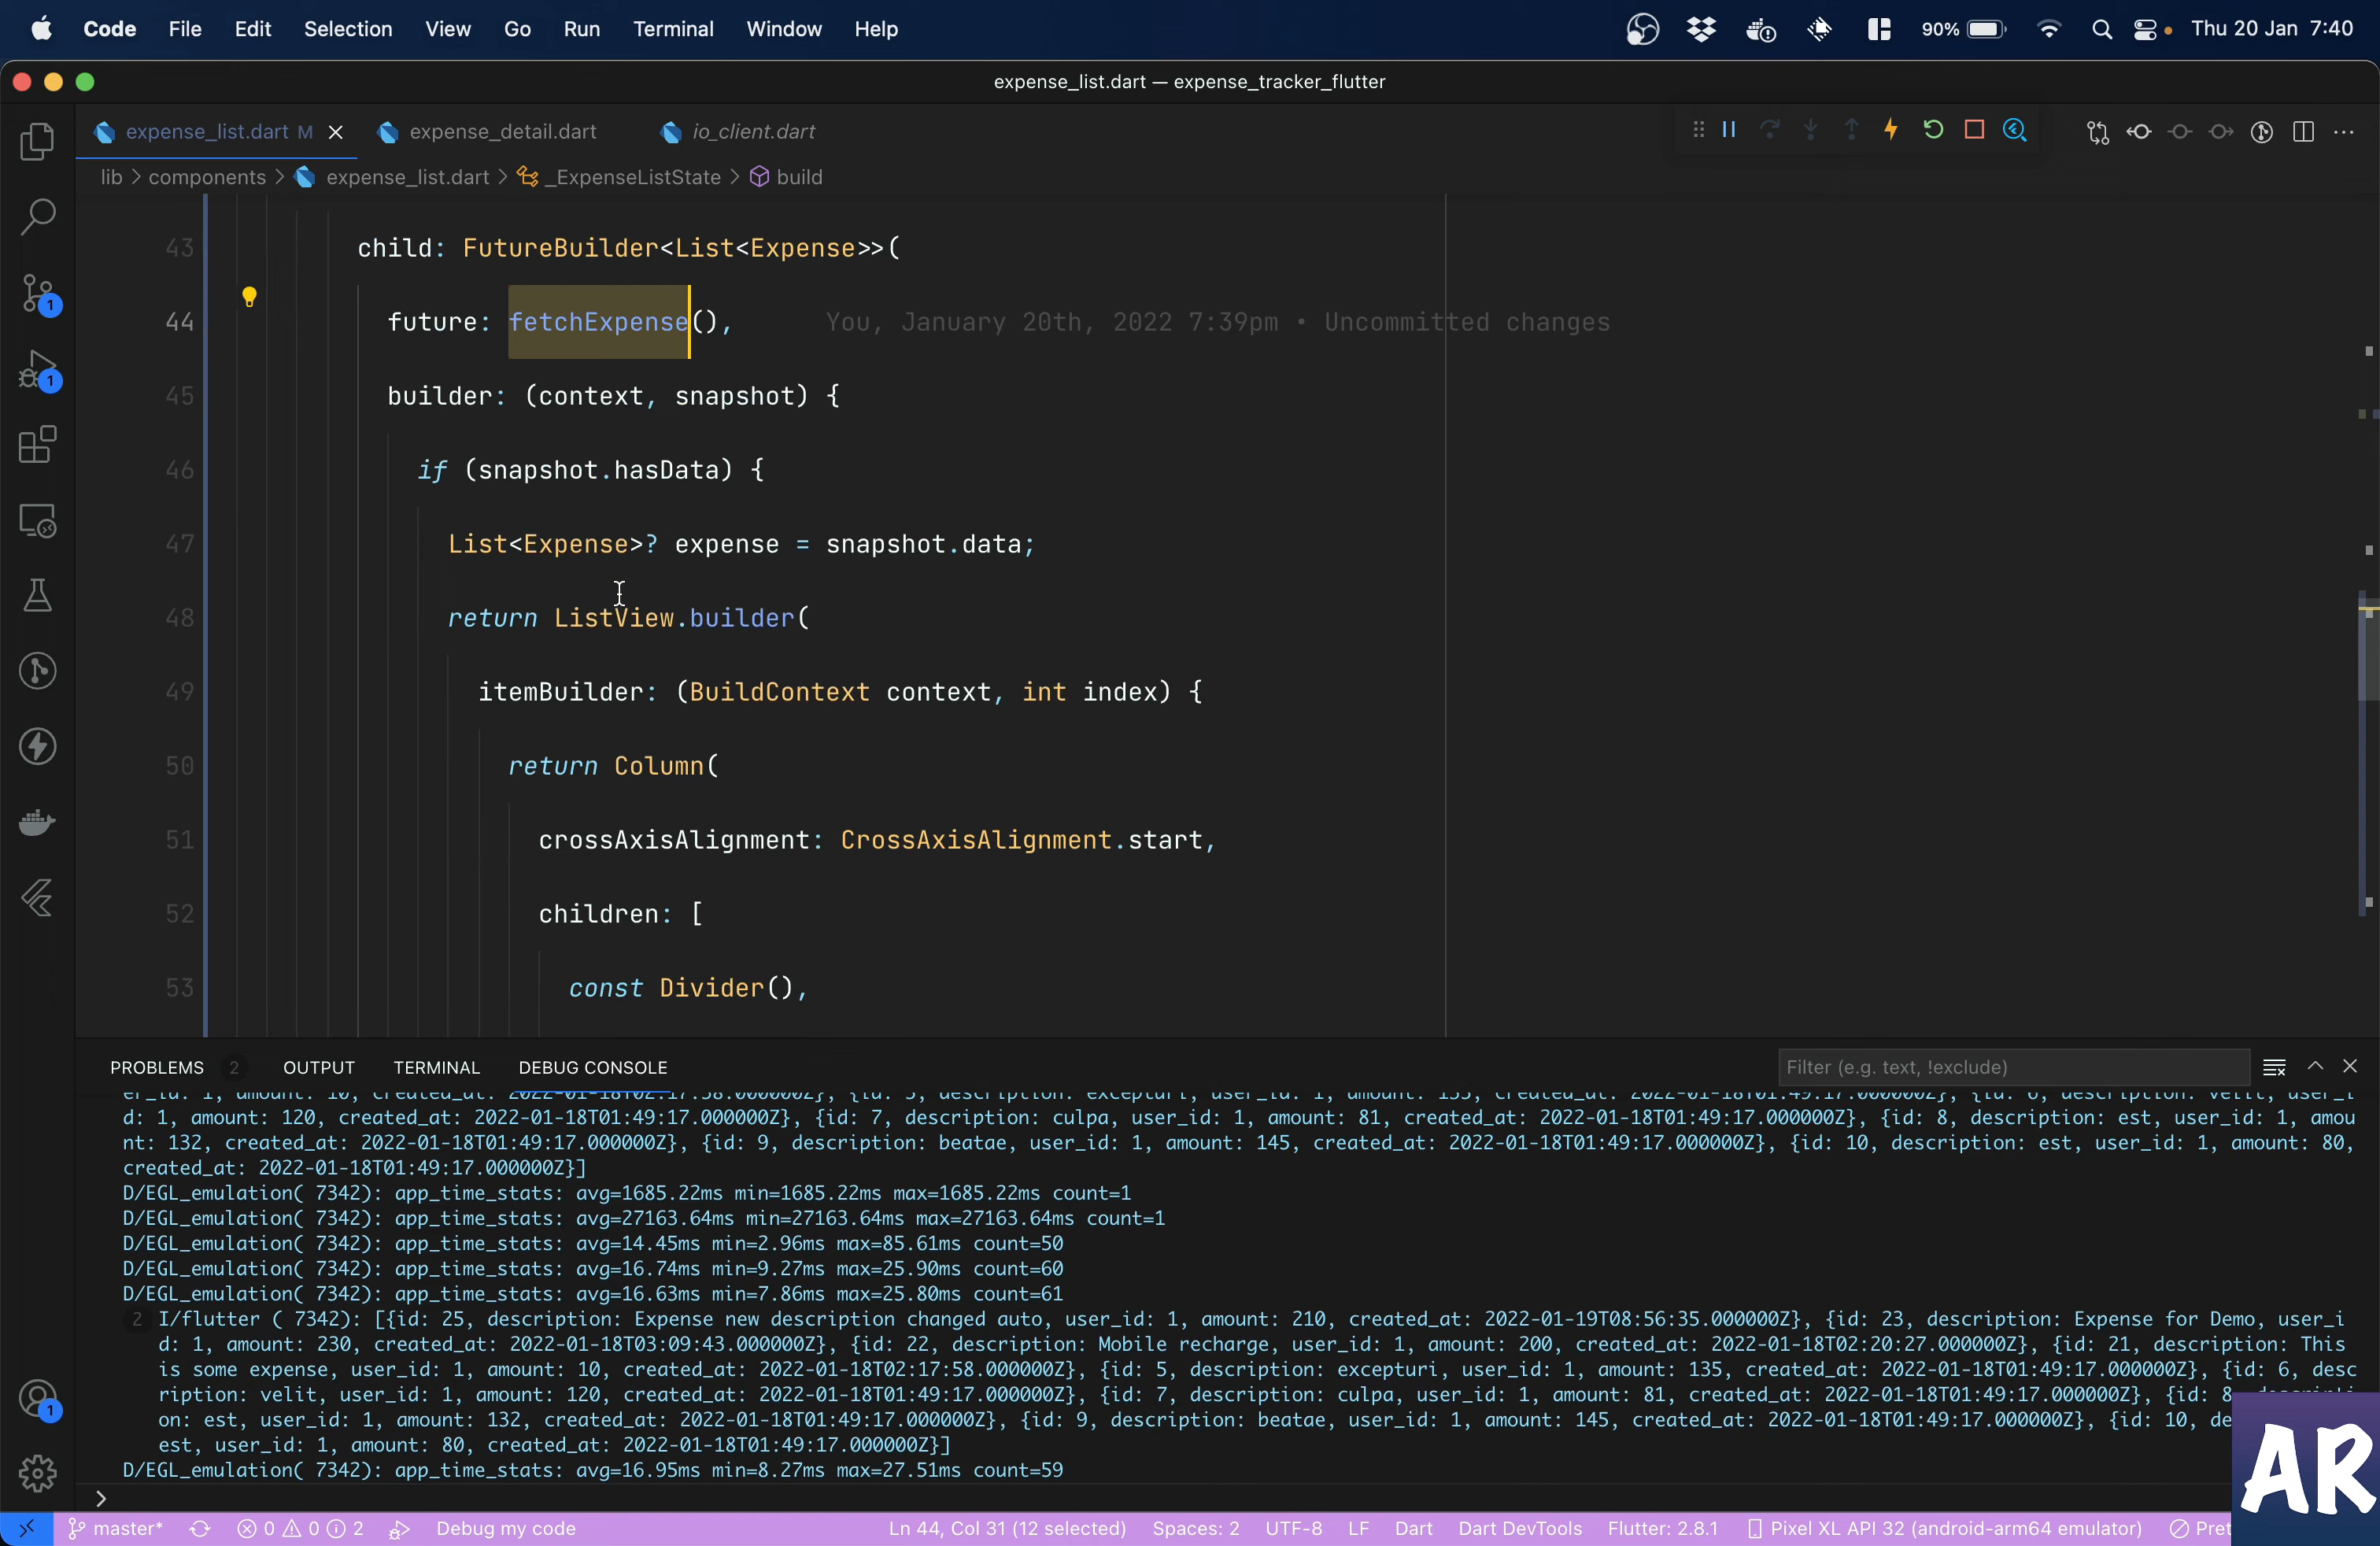 Code File Edit Selection View Go Run Terminal Window Help 90% Thu 20 Jan 7:40
expense_list.dart — expense_tracker_flutter
expense_list.dart M expense_detail.dart io_client.dart
lib > components > expense_list.dart > _ExpenseListState > build
43 child: FutureBuilder<List<Expense>>(
44 future: fetchExpense(), You, January 20th, 2022 7:39pm • Uncommitted changes
45 builder: (context, snapshot) {
46 if (snapshot.hasData) {
47 List<Expense>? expense = snapshot.data;
48 return ListView.builder(
49 itemBuilder: (BuildContext context, int index) {
50 return Column(
51 crossAxisAlignment: CrossAxisAlignment.start,
52 children: [
53 const Divider(),
1
1
1
PROBLEMS 2 OUTPUT TERMINAL DEBUG CONSOLE Filter (e.g. text, !exclude)
d: 1, amount: 120, created_at: 2022-01-18T01:49:17.000000Z}, {id: 7, description: culpa, user_id: 1, amount: 81, created_at: 2022-01-18T01:49:17.000000Z}, {id: 8, description: est, user_id: 1, amou
nt: 132, created_at: 2022-01-18T01:49:17.000000Z}, {id: 9, description: beatae, user_id: 1, amount: 145, created_at: 2022-01-18T01:49:17.000000Z}, {id: 10, description: est, user_id: 1, amount: 80,
created_at: 2022-01-18T01:49:17.000000Z}]
D/EGL_emulation( 7342): app_time_stats: avg=1685.22ms min=1685.22ms max=1685.22ms count=1
D/EGL_emulation( 7342): app_time_stats: avg=27163.64ms min=27163.64ms max=27163.64ms count=1
D/EGL_emulation( 7342): app_time_stats: avg=14.45ms min=2.96ms max=85.61ms count=50
D/EGL_emulation( 7342): app_time_stats: avg=16.74ms min=9.27ms max=25.90ms count=60
D/EGL_emulation( 7342): app_time_stats: avg=16.63ms min=7.86ms max=25.80ms count=61
2 I/flutter ( 7342): [{id: 25, description: Expense new description changed auto, user_id: 1, amount: 210, created_at: 2022-01-19T08:56:35.000000Z}, {id: 23, description: Expense for Demo, user_i
d: 1, amount: 230, created_at: 2022-01-18T03:09:43.000000Z}, {id: 22, description: Mobile recharge, user_id: 1, amount: 200, created_at: 2022-01-18T02:20:27.000000Z}, {id: 21, description: This
is some expense, user_id: 1, amount: 10, created_at: 2022-01-18T02:17:58.000000Z}, {id: 5, description: excepturi, user_id: 1, amount: 135, created_at: 2022-01-18T01:49:17.000000Z}, {id: 6, desc
ription: velit, user_id: 1, amount: 120, created_at: 2022-01-18T01:49:17.000000Z}, {id: 7, description: culpa, user_id: 1, amount: 81, created_at: 2022-01-18T01:49:17.000000Z}, {id: 8
on: est, user_id: 1, amount: 132, created_at: 2022-01-18T01:49:17.000000Z}, {id: 9, description: beatae, user_id: 1, amount: 145, created_at: 2022-01-18T01:49:17.000000Z}, {id: 10, de
est, user_id: 1, amount: 80, created_at: 2022-01-18T01:49:17.000000Z}]
D/EGL_emulation( 7342): app_time_stats: avg=16.95ms min=8.27ms max=27.51ms count=59
>
AR
master* 0 0 2 Debug my code Ln 44, Col 31 (12 selected) Spaces: 2 UTF-8 LF Dart Dart DevTools Flutter: 2.8.1 Pixel XL API 32 (android-arm64 emulator) Pret